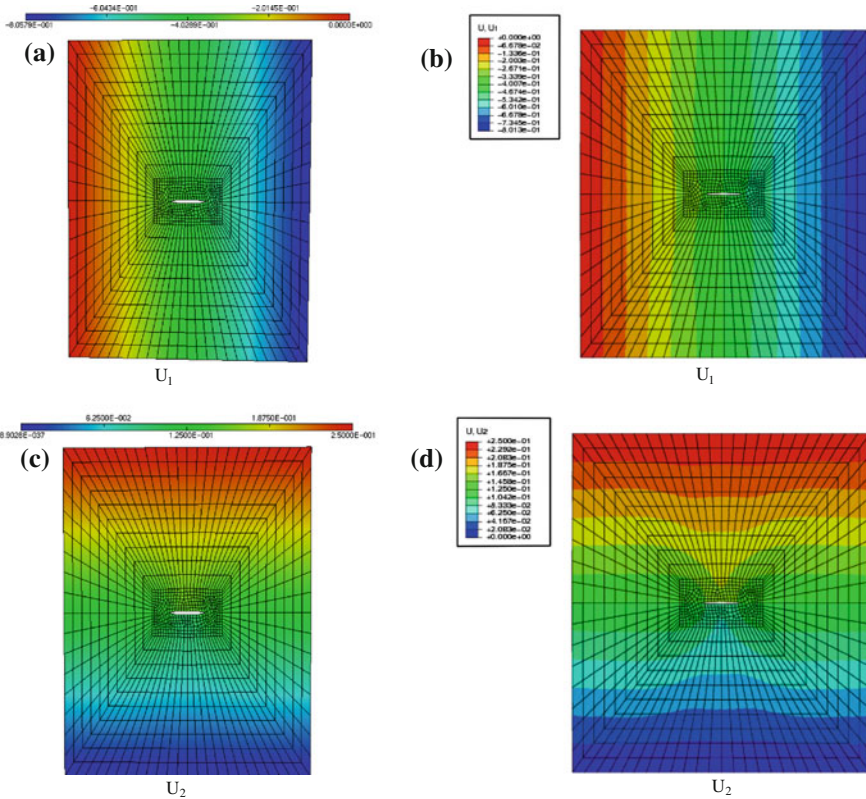 -6.0434E-001 -2.0145E-001
-8.0579E-001 -4.0289E-001 0.0000E+000
(a)
U1
(b)
U, U1
+0.000e+00
-6.678e-02
-1.336e-01
-2.003e-01
-2.671e-01
-3.339e-01
-4.007e-01
-4.674e-01
-5.342e-01
-6.010e-01
-6.678e-01
-7.345e-01
-8.013e-01
U1
6.2500E-002 1.8750E-001
8.9026E-037 1.2500E-001 2.5000E-001
(c)
U2
(d)
U, U2
+2.500e-01
+2.292e-01
+2.083e-01
+1.875e-01
+1.667e-01
+1.458e-01
+1.250e-01
+1.042e-01
+8.333e-02
+6.250e-02
+4.167e-02
+2.083e-02
+0.000e+00
U2